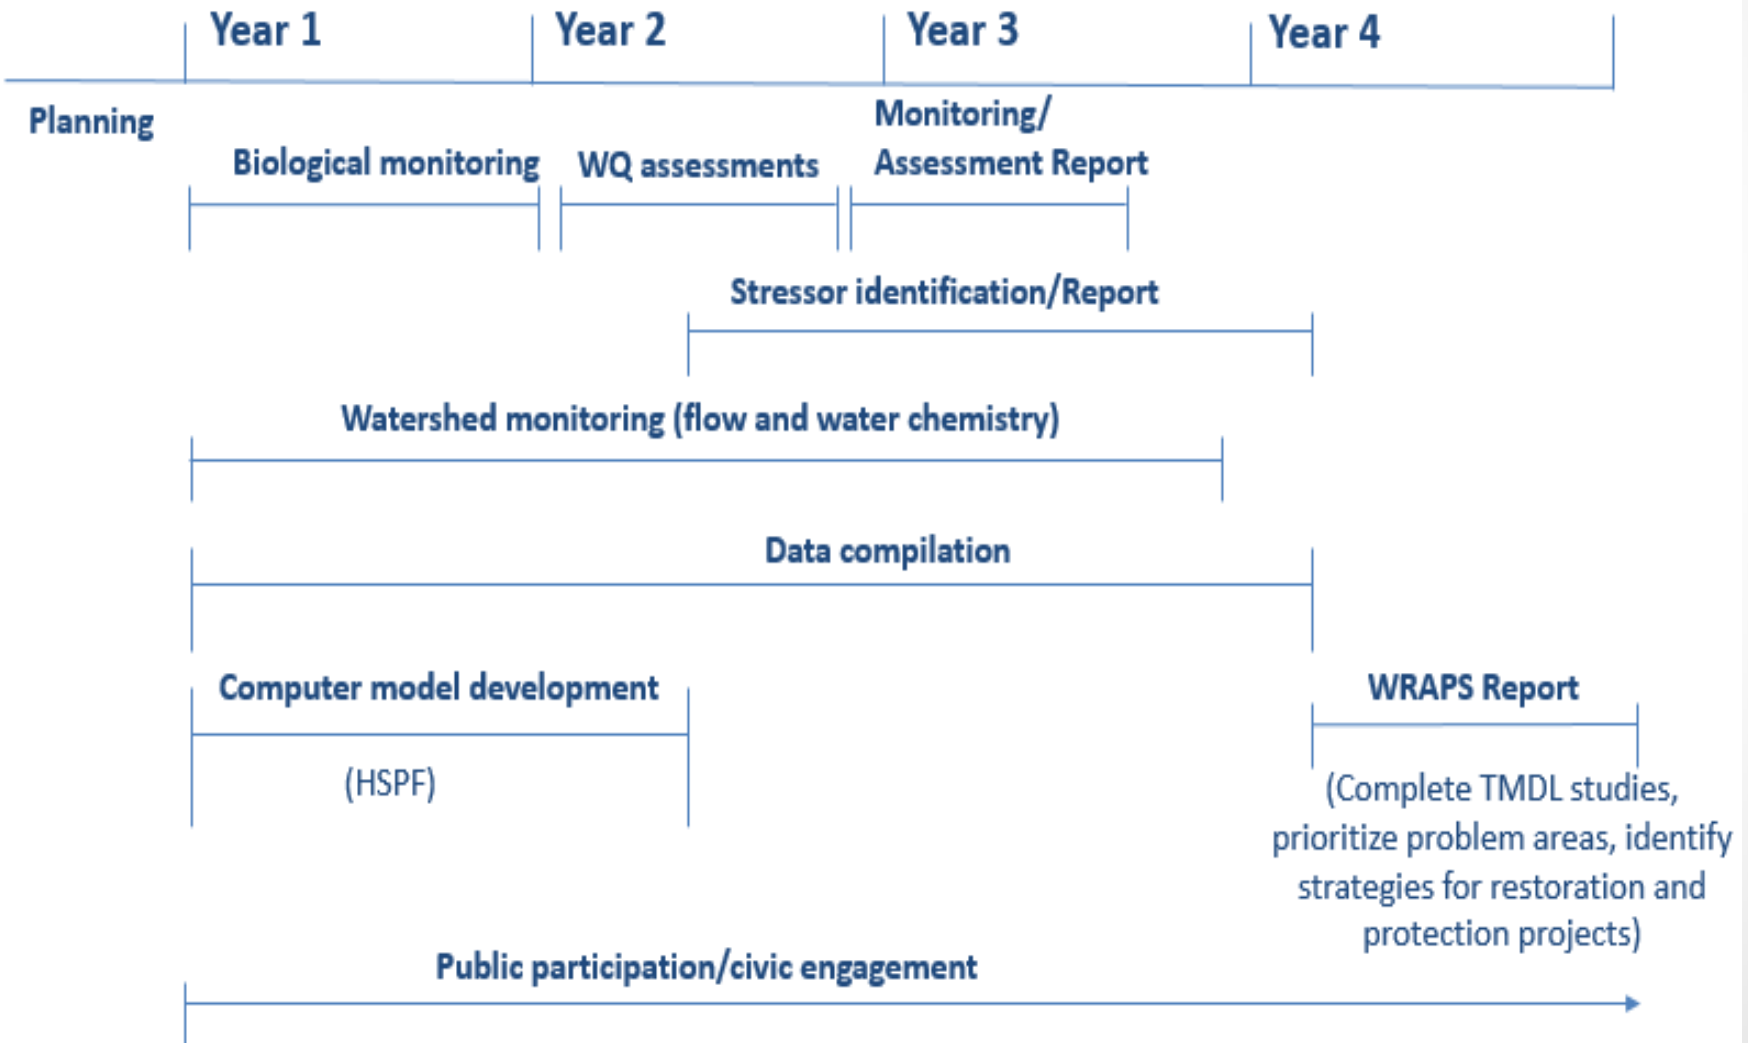 Year 1
Year 2
Year 3
Year 4
Planning
Monitoring/
Assessment Report
Biological monitoring
WQ assessments
Stressor identification/Report
Watershed monitoring (flow and water chemistry)
Data compilation
Computer model development
(HSPF)
WRAPS Report
(Complete TMDL studies,
prioritize problem areas, identify
strategies for restoration and
protection projects)
Public participation/civic engagement